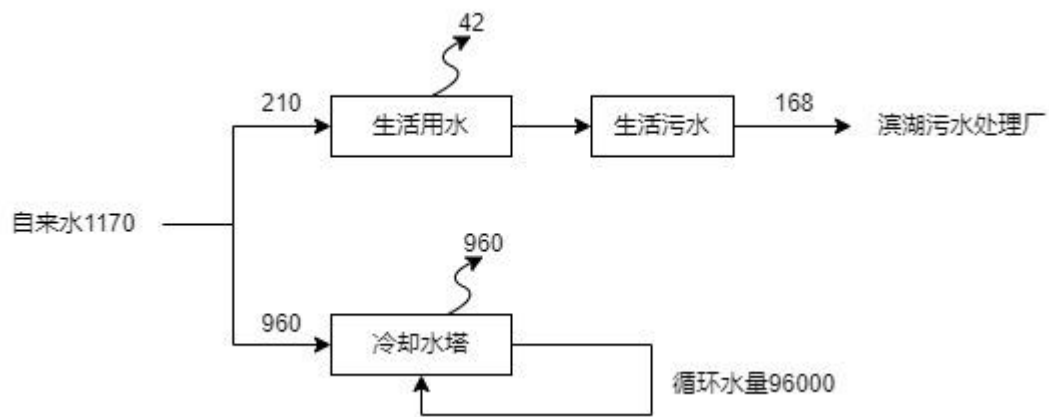 42
210
生活用水
生活污水
168
滨湖污水处理厂
自来水1170
960
960
冷却水塔
循环水量96000